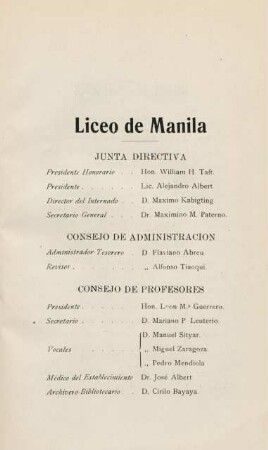 Liceo de Manila
JUNTA DIRECTIVA
Presidente Honorario . . Hon. William H. Taft.
Presidente . . . . . . . Lic. Alejandro Albert
Director del Internado . . D. Maximo Kabigting
Secretario General . . . Dr. Maximino M. Paterno.
CONSEJO DE ADMINISTRACION
Administrador Tesorero D Flaviano Abreu
Revisor . . . . . . . . „ Alfonso Tiaoqui.
CONSEJO DE PROFESORES
Presidente . . . . . . . Hon. Leon Mª Guerrero.
Secretario . . . . . . . D. Mariano P. Leuterio.
D. Manuel Sityar.
Vocales . . . . . . . „ Miguel Zaragoza
„ Pedro Mendiola
Médico del Establecimiento Dr. José Albert
Archivero Bibliotecario . . D. Cirilo Bayaya